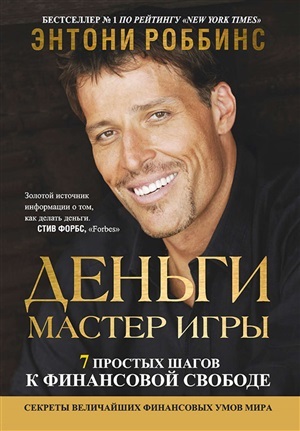 БЕСТСЕЛЛЕР № 1 ПО РЕЙТИНГУ «NEW YORK TIMES»
ЭНТОНИ РОББИНС
Золотой источник
информации о том,
как делать деньги.
СТИВ ФОРБС, «Forbes»
ДЕНЬГИ
МАСТЕР ИГРЫ
7 ПРОСТЫХ ШАГОВ
К ФИНАНСОВОЙ СВОБОДЕ
СЕКРЕТЫ ВЕЛИЧАЙШИХ ФИНАНСОВЫХ УМОВ МИРА